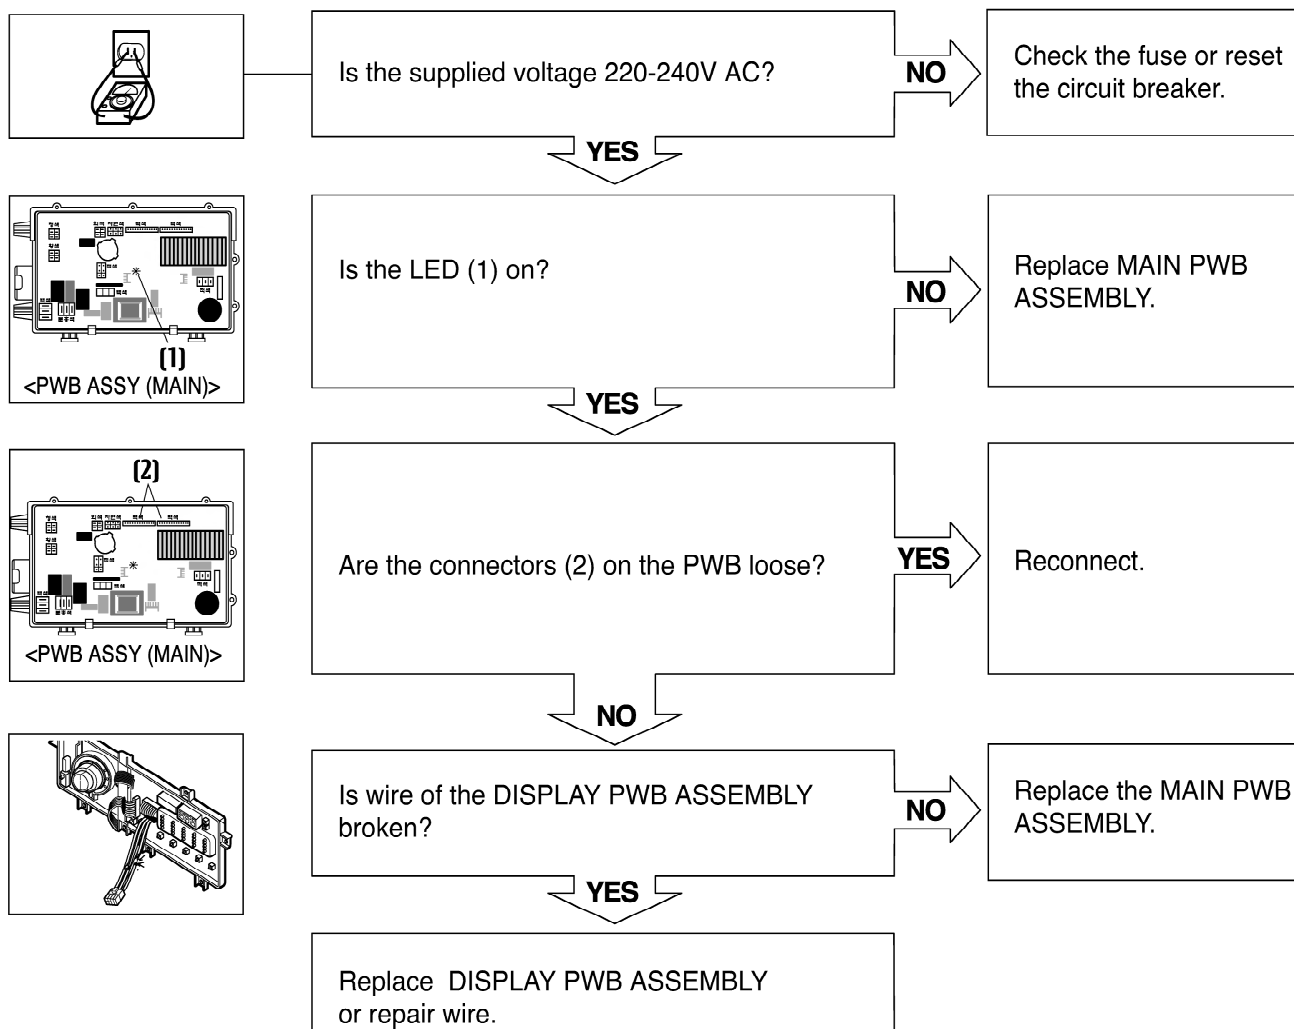 Is the supplied voltage 220-240V AC?
NO
Check the fuse or reset
the circuit breaker.
YES
Is the LED (1) on?
NO
Replace MAIN PWB
ASSEMBLY.
(1)
<PWB ASSY (MAIN)>
YES
(2)
Are the connectors (2) on the PWB loose?
YES
Reconnect.
<PWB ASSY (MAIN)>
NO
Is wire of the DISPLAY PWB ASSEMBLY
broken?
NO
Replace the MAIN PWB
ASSEMBLY.
YES
Replace DISPLAY PWB ASSEMBLY
or repair wire.